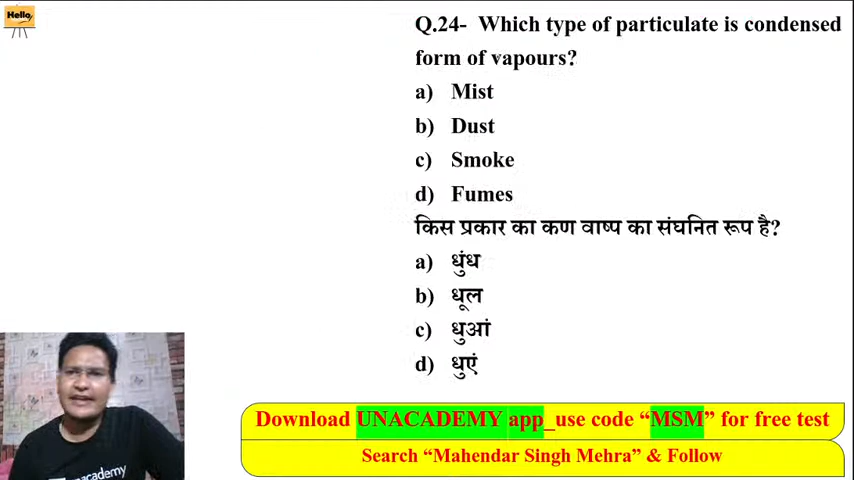 Hello
Q.24- Which type of particulate is condensed
form of vapours?
a) Mist
b) Dust
c) Smoke
d) Fumes
किस प्रकार का कण वाष्प का संघनित रूप है?
a) धुंध
b) धूल
c) धुआं
d) धुएं
unacademy
Download UNACADEMY app_use code “MSM” for free test
Search “Mahendar Singh Mehra” & Follow